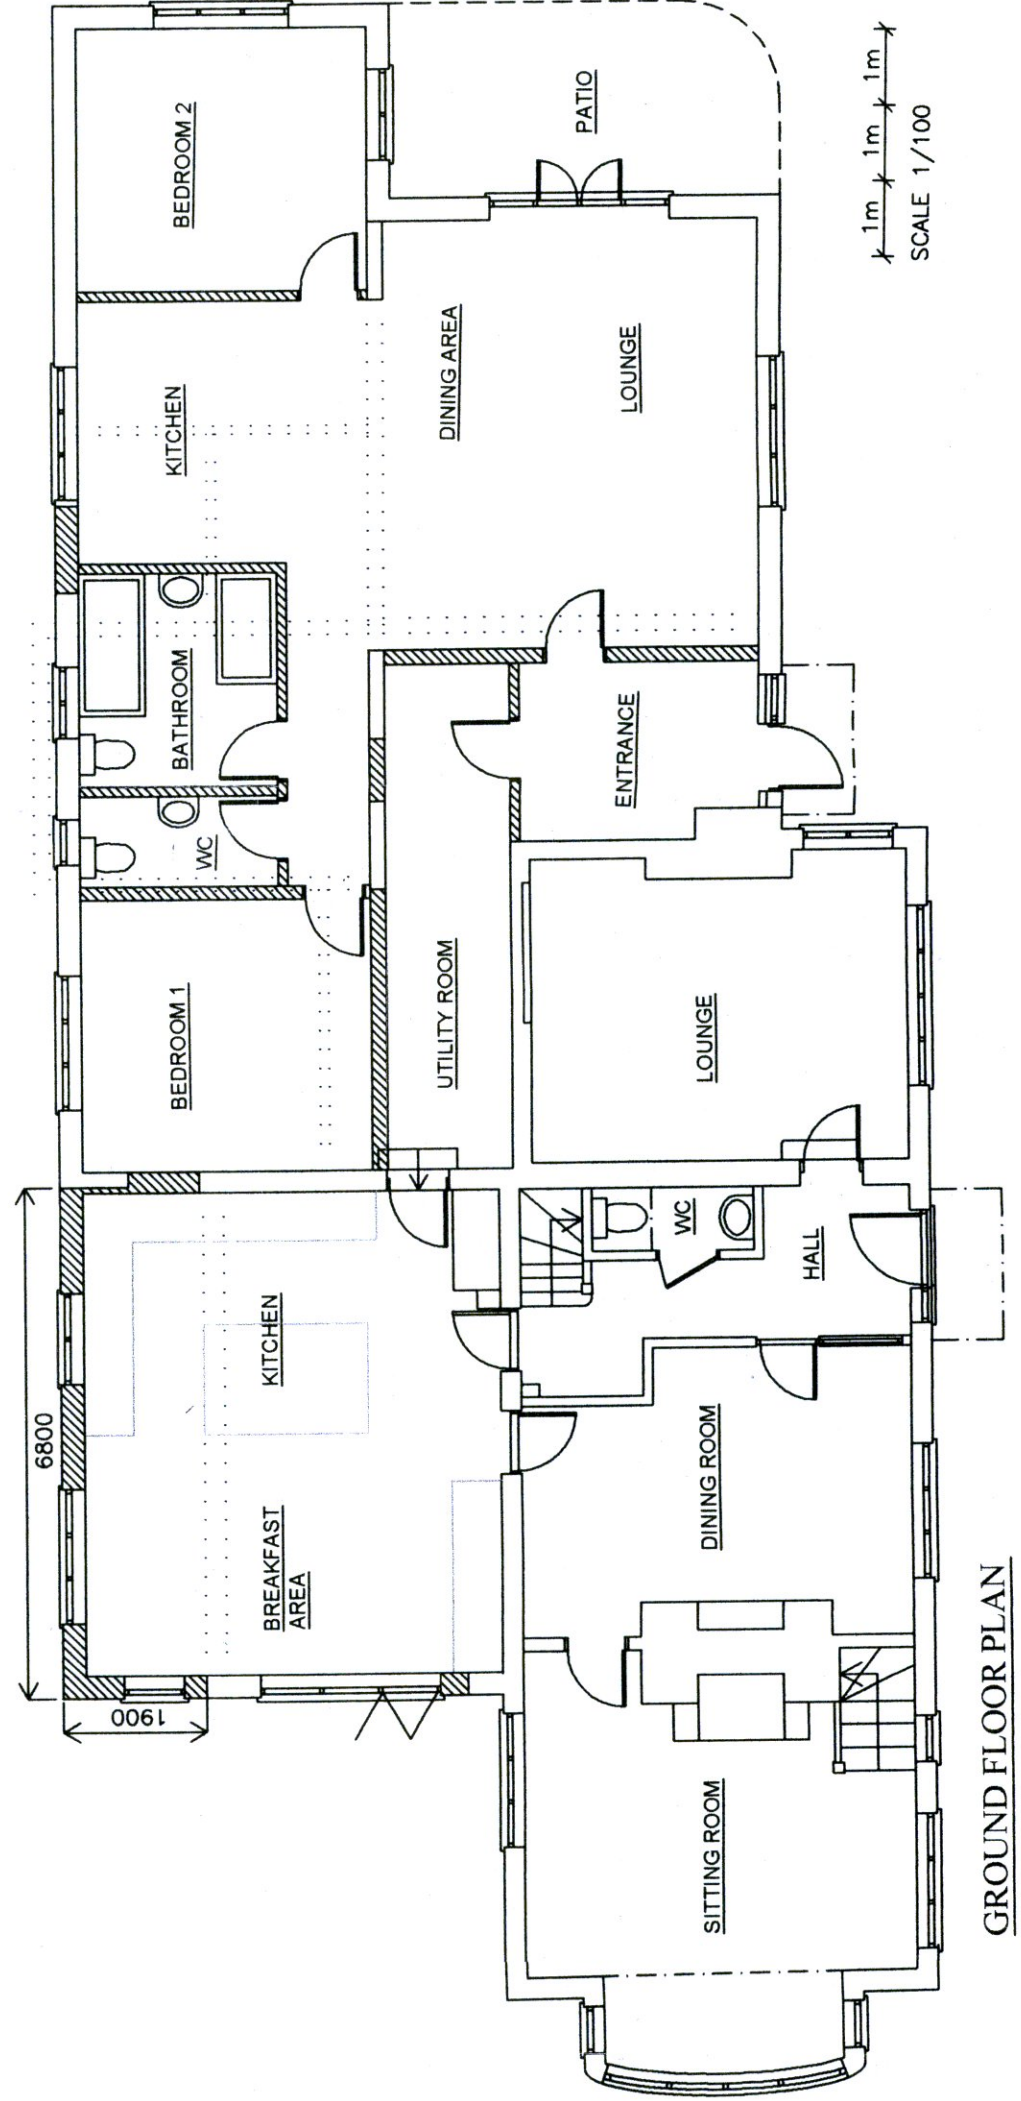 BEDROOM 2
PATIO
1m 1m 1m
SCALE 1/100
KITCHEN
DINING AREA
LOUNGE
BATHROOM
WC
ENTRANCE
BEDROOM 1
UTILITY ROOM
LOUNGE
6800
KITCHEN
WC
HALL
BREAKFAST
AREA
DINING ROOM
1900
SITTING ROOM
GROUND FLOOR PLAN